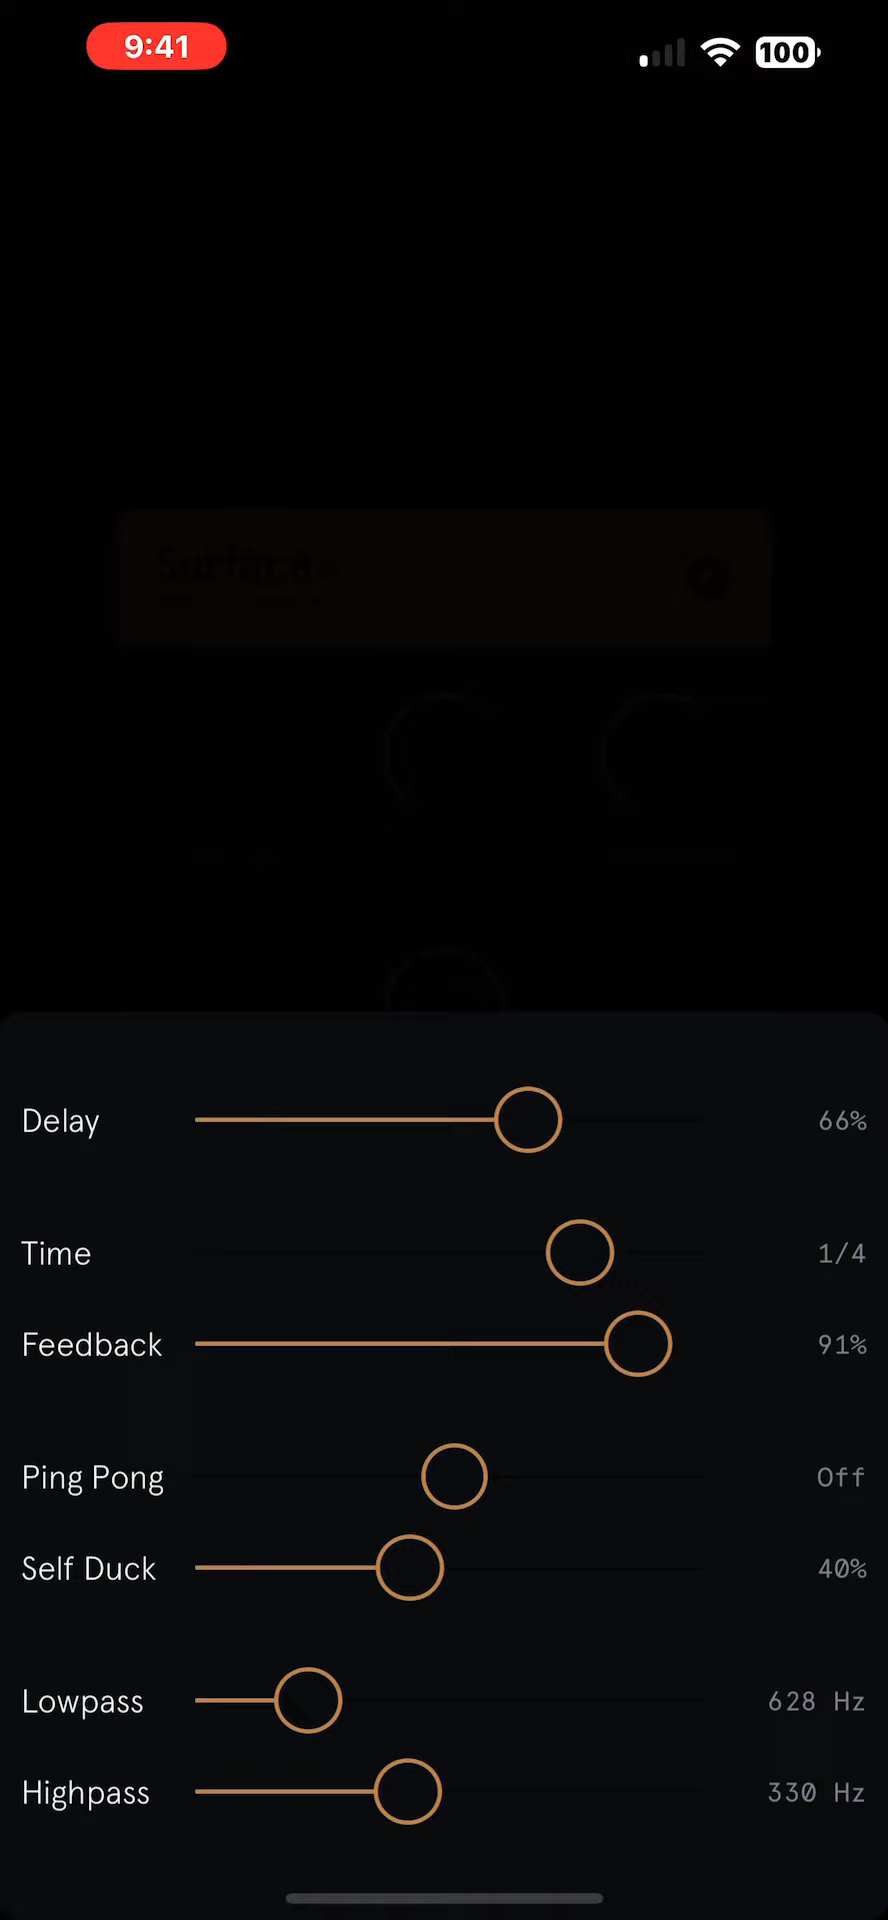 9:41
100
Surface
Delay 66%
Time 1/4
Feedback 91%
Ping Pong Off
Self Duck 40%
Lowpass 628 Hz
Highpass 330 Hz